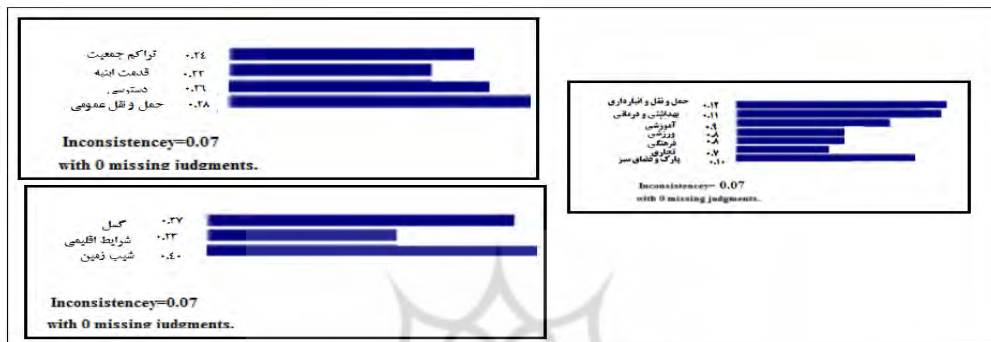 تراکم جمعیت ۰.۲٤
قدمت ابنیه ۰.۲۲
دسترسی ۰.۲٦
حمل و نقل عمومی ۰.۲۸
Inconsistencey=0.07
with 0 missing judgments.
حمل و نقل و انبارداری ۰.۱۲
بهداشتی و درمانی ۰.۱۱
آموزشی ۰.۹
ورزشی ۰.۸
فرهنگی ۰.۸
تجاری ۰.۷
پارک و فضای سبز ۰.۱۰
Inconsistencey= 0.07
with 0 missing judgments.
گسل ۰.۳۷
شرایط اقلیمی ۰.۲۳
شیب زمین ۰.٤۰
Inconsistencey=0.07
with 0 missing judgments.